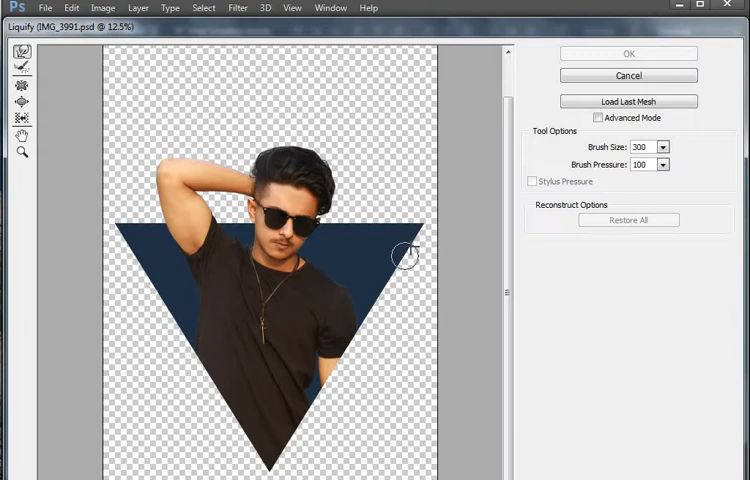 Ps File Edit Image Layer Type Select Filter 3D View Window Help
Liquify (IMG_3991.psd @ 12.5%)
OK
Cancel
Load Last Mesh
Advanced Mode
Tool Options
Brush Size: 300
Brush Pressure: 100
Stylus Pressure
Reconstruct Options
Restore All